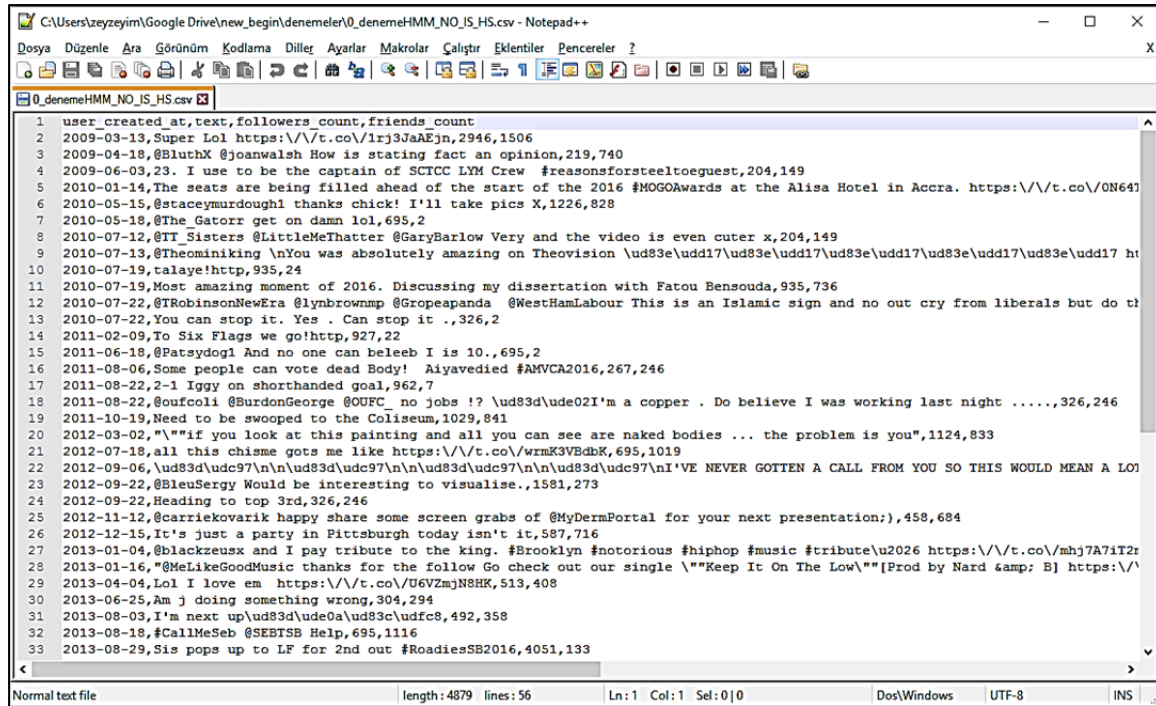 C:\Users\zeyzeyim\Google Drive\new_begin\denemeler\0_denemeHMM_NO_IS_HS.csv - Notepad++
Dosya Düzenle Ara Görünüm Kodlama Diller Ayarlar Makrolar Çalıştır Eklentiler Pencereler ? X
0_denemeHMM_NO_IS_HS.csv
1 user_created_at,text,followers_count,friends_count
2 2009-03-13,Super Lol https:\/\/t.co\/1rj3JaAEjn,2946,1506
3 2009-04-18,@BluthX @joanwalsh How is stating fact an opinion,219,740
4 2009-06-03,23. I use to be the captain of SCTCC LYM Crew  #reasonsforsteeltoeguest,204,149
5 2010-01-14,The seats are being filled ahead of the start of the 2016 #MOGOAwards at the Alisa Hotel in Accra. https:\/\/t.co\/0N64
6 2010-05-15,@staceymurdough1 thanks chick! I'll take pics X,1226,828
7 2010-05-18,@The_Gatorr get on damn lol,695,2
8 2010-07-12,@TT_Sisters @LittleMeThatter @GaryBarlow Very and the video is even cuter x,204,149
9 2010-07-13,@Theominiking \nYou was absolutely amazing on Theovision \ud83e\udd17\ud83e\udd17\ud83e\udd17\ud83e\udd17\ud83e\udd17 ht
10 2010-07-19,talaye!http,935,24
11 2010-07-19,Most amazing moment of 2016. Discussing my dissertation with Fatou Bensouda,935,736
12 2010-07-22,@TRobinsonNewEra @lynbrownmp @Gropeapanda  @WestHamLabour This is an Islamic sign and no out cry from liberals but do th
13 2010-07-22,You can stop it. Yes . Can stop it .,326,2
14 2011-02-09,To Six Flags we go!http,927,22
15 2011-06-18,@Patsydog1 And no one can beleeb I is 10.,695,2
16 2011-08-06,Some people can vote dead Body!  Aiyavedied #AMVCA2016,267,246
17 2011-08-22,2-1 Iggy on shorthanded goal,962,7
18 2011-08-22,@oufcoli @BurdonGeorge @OUFC_ no jobs !? \ud83d\ude02I'm a copper . Do believe I was working last night .....,326,246
19 2011-10-19,Need to be swooped to the Coliseum,1029,841
20 2012-03-02,"\""if you look at this painting and all you can see are naked bodies ... the problem is you",1124,833
21 2012-07-18,all this chisme gots me like https:\/\/t.co\/wrmK3VBdbK,695,1019
22 2012-09-06,\ud83d\udc97\n\n\ud83d\udc97\n\n\ud83d\udc97\n\n\ud83d\udc97\nI'VE NEVER GOTTEN A CALL FROM YOU SO THIS WOULD MEAN A LOT
23 2012-09-22,@BleuSergy Would be interesting to visualise.,1581,273
24 2012-09-22,Heading to top 3rd,326,246
25 2012-11-12,@carriekovarik happy share some screen grabs of @MyDermPortal for your next presentation;),458,684
26 2012-12-15,It's just a party in Pittsburgh today isn't it,587,716
27 2013-01-04,@blackzeusx and I pay tribute to the king. #Brooklyn #notorious #hiphop #music #tribute\u2026 https:\/\/t.co\/mhj7A7iT2
28 2013-01-16,"@MeLikeGoodMusic thanks for the follow Go check out our single \""Keep It On The Low\""[Prod by Nard &amp; B] https:\/\
29 2013-04-04,Lol I love em  https:\/\/t.co\/U6VZmjN8HK,513,408
30 2013-06-25,Am j doing something wrong,304,294
31 2013-08-03,I'm next up\ud83d\ude0a\ud83c\udfc8,492,358
32 2013-08-18,#CallMeSeb @SEBTSB Help,695,1116
33 2013-08-29,Sis pops up to LF for 2nd out #RoadiesSB2016,4051,133
Normal text file length : 4879 lines : 56 Ln : 1 Col : 1 Sel : 0 | 0 Dos\Windows UTF-8 INS